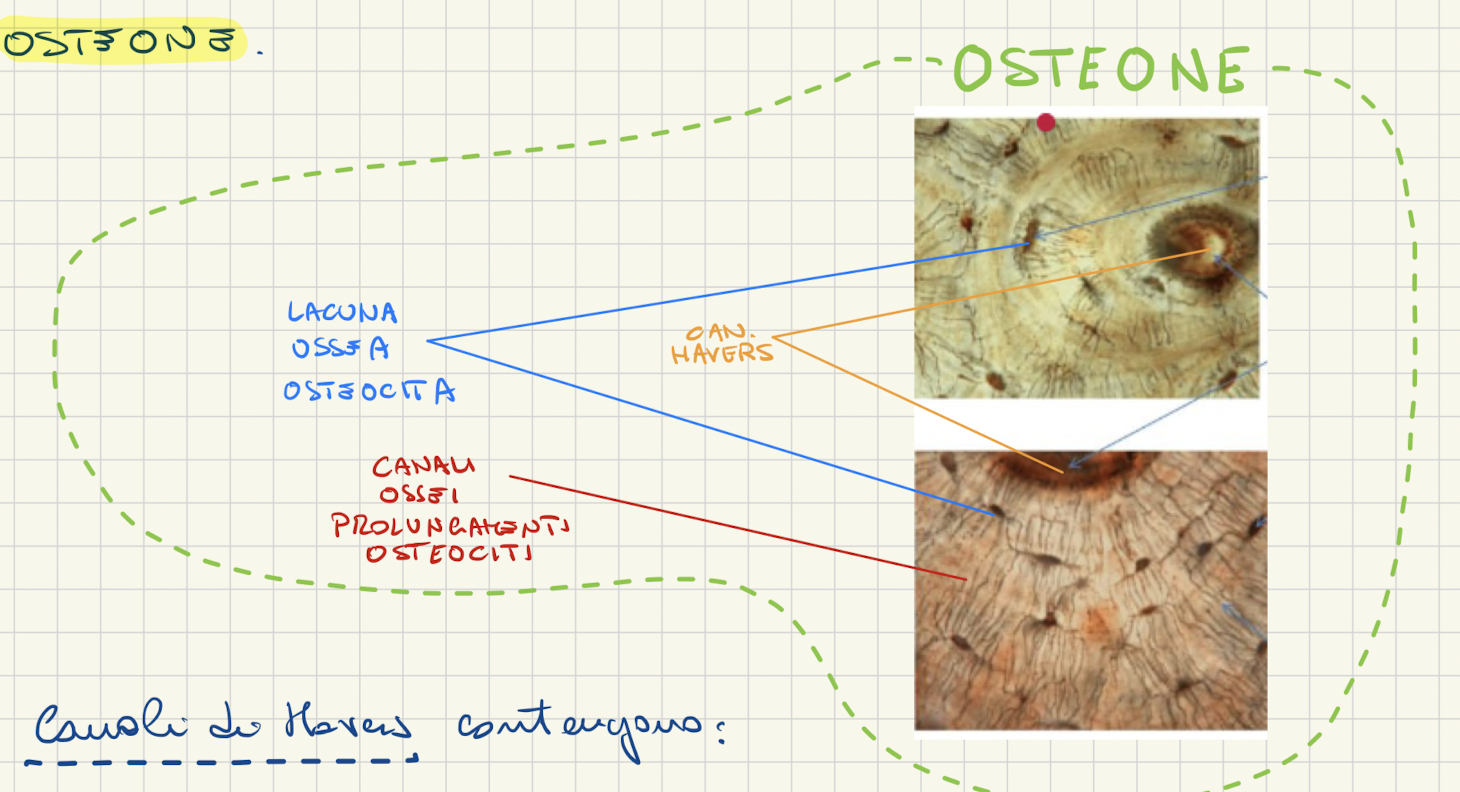 OSTEONE.
OSTEONE
LACUNA
OSSEA
OSTEOCITA
CAN.
HAVERS
CANALI
OSSEI
PROLUNGAMENTI
OSTEOCITI
Canali di Havers contengono: